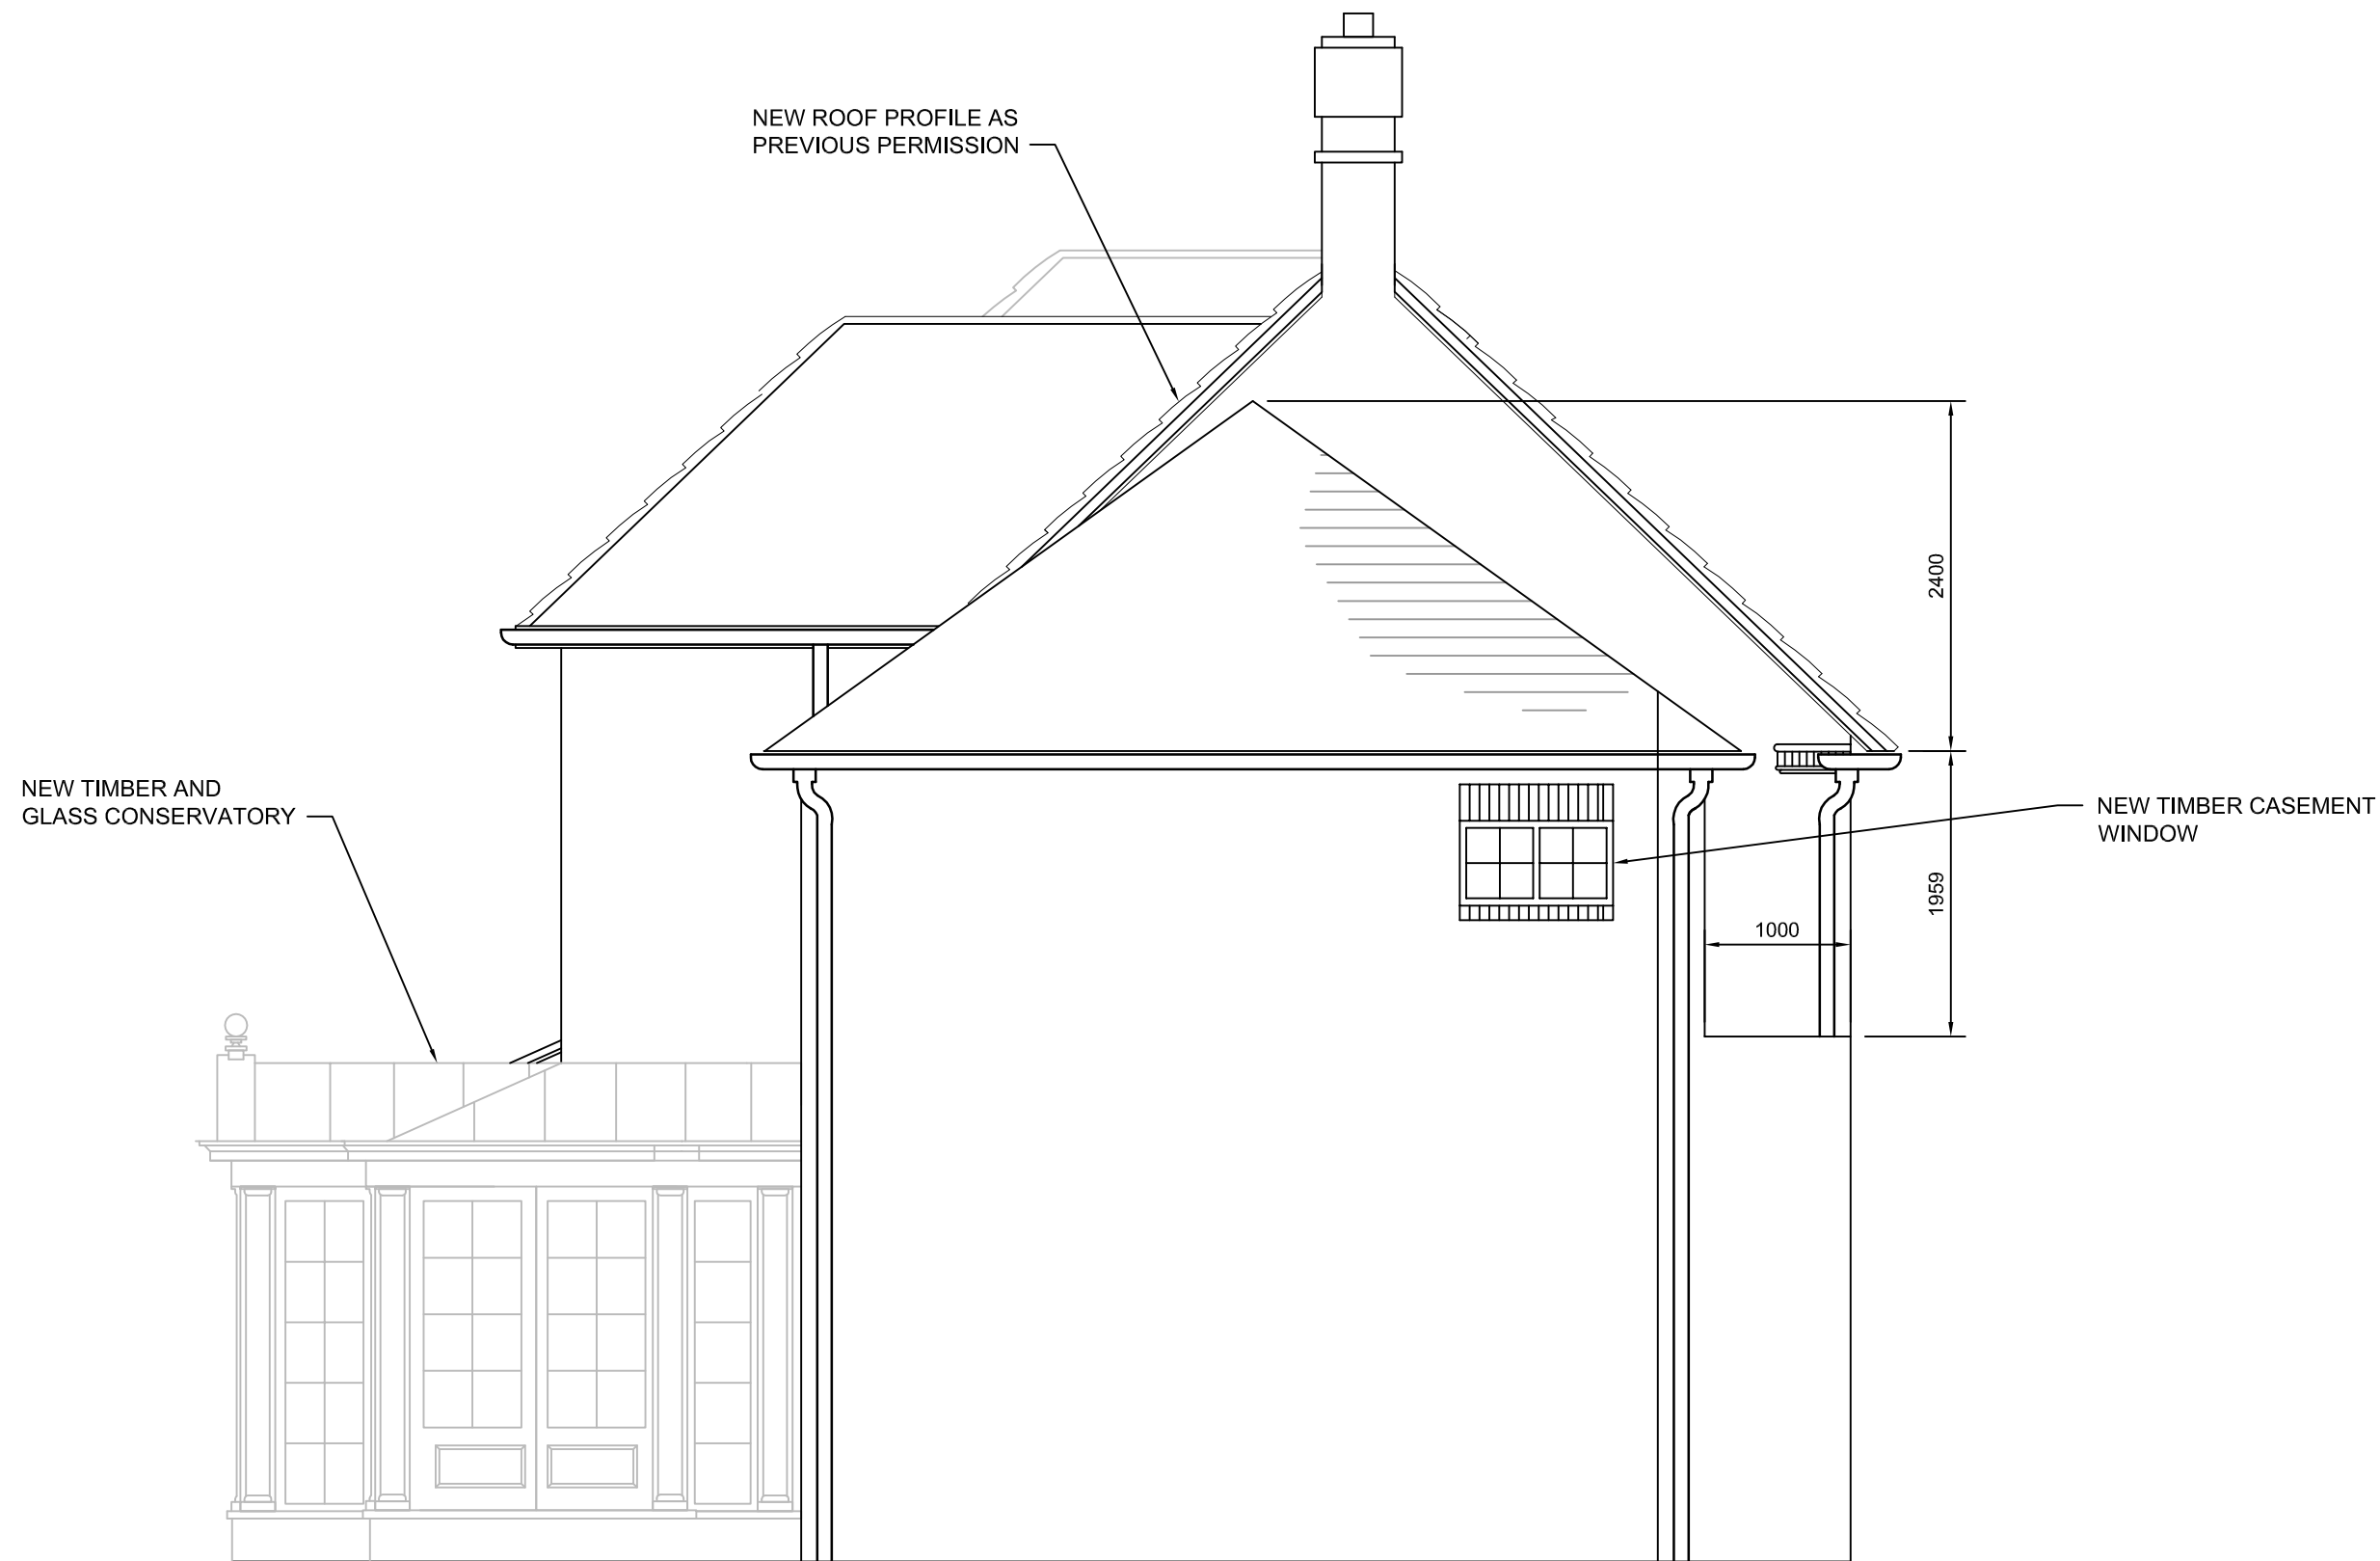 NEW ROOF PROFILE AS
PREVIOUS PERMISSION
2400
NEW TIMBER AND
GLASS CONSERVATORY
NEW TIMBER CASEMENT
WINDOW
1959
1000